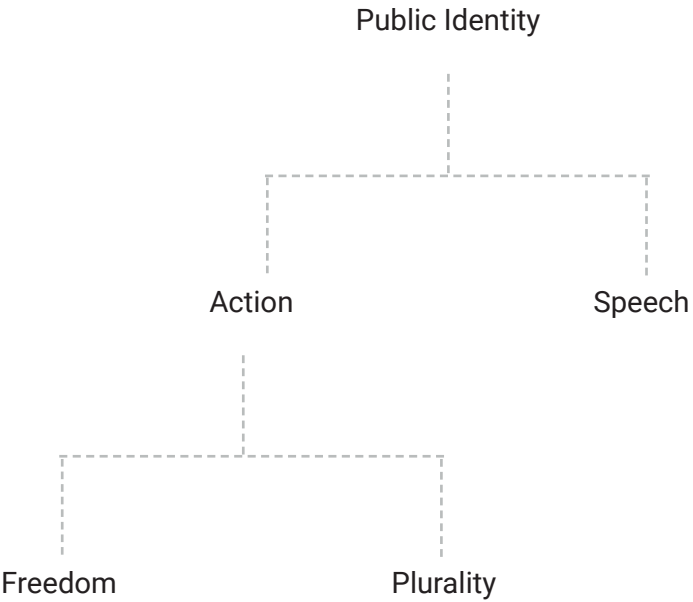 Public Identity
Action
Speech
Freedom
Plurality